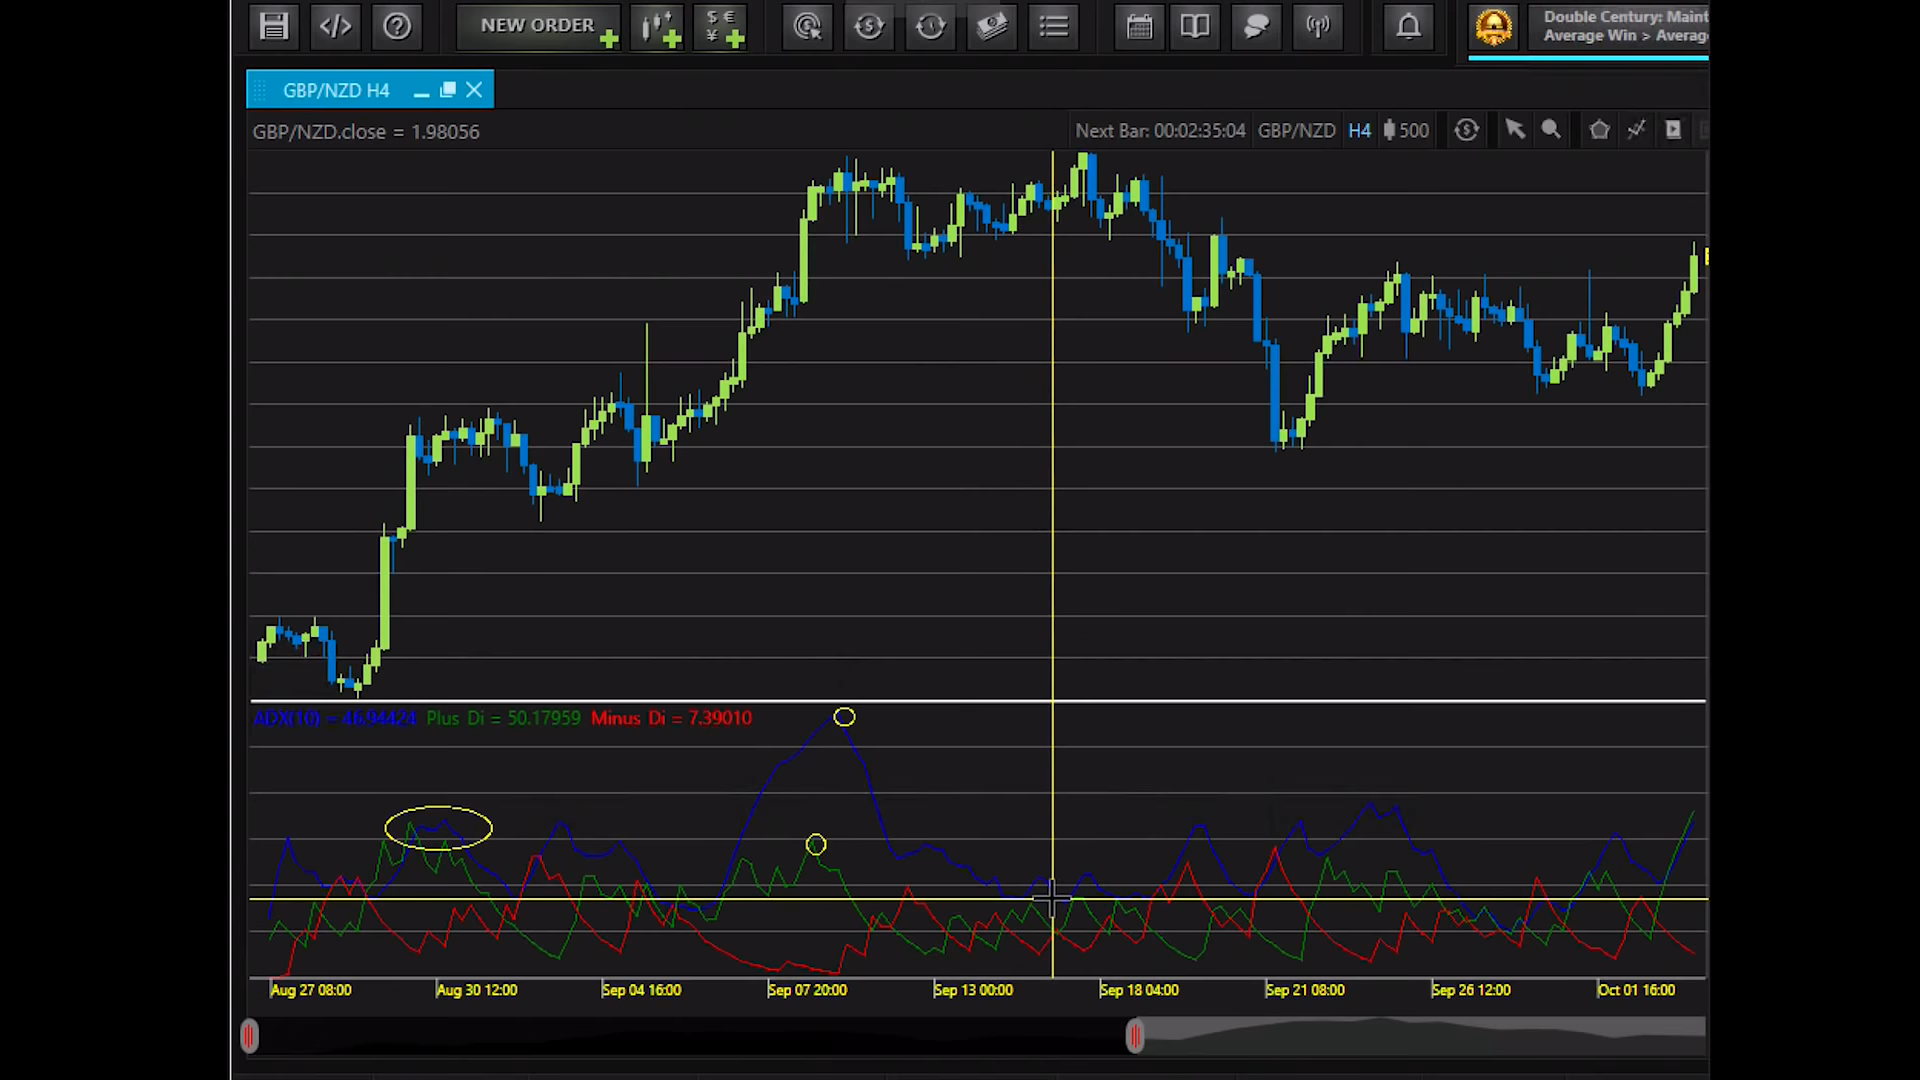 NEW ORDER
$ €
¥
Double Century: Maint
Average Win > Averag
GBP/NZD H4
GBP/NZD.close = 1.98056
Next Bar: 00:02:35:04 GBP/NZD H4 500
ADX(10) = 46.94424 Plus Di = 50.17959 Minus Di = 7.39010
Aug 27 08:00 Aug 30 12:00 Sep 04 16:00 Sep 07 20:00 Sep 13 00:00 Sep 18 04:00 Sep 21 08:00 Sep 26 12:00 Oct 01 16:00